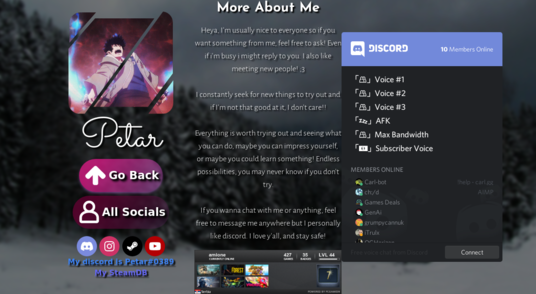 More About Me
Heya, I'm usually nice to everyone so if you
want something from me, feel free to ask! Even
if i'm busy i might reply to you. I also like
meeting new people! ;3
I constantly seek for new things to try out and
if I'm not that good at it, I don't care!!
Everything is worth trying out and seeing what
you can do, maybe you can impress yourself,
or maybe you could learn something! Endless
possibilities; you may never know if you don't
try.
If you wanna chat with me or anything, feel
free to message me anywhere but I personally
like discord. I love y'all, and stay safe!
Petar
Go Back
All Socials
My discord is Petar#0389
My SteamDB
DISCORD
10 Members Online
「🎮」Voice #1
「🎮」Voice #2
「🎮」Voice #3
「💤」AFK
「🎮」Max Bandwidth
Subscriber Voice
MEMBERS ONLINE
Carl-bot
Games Deals
GenAi
grumpycannuk
iTruls
Connect
427
35
LVL 44